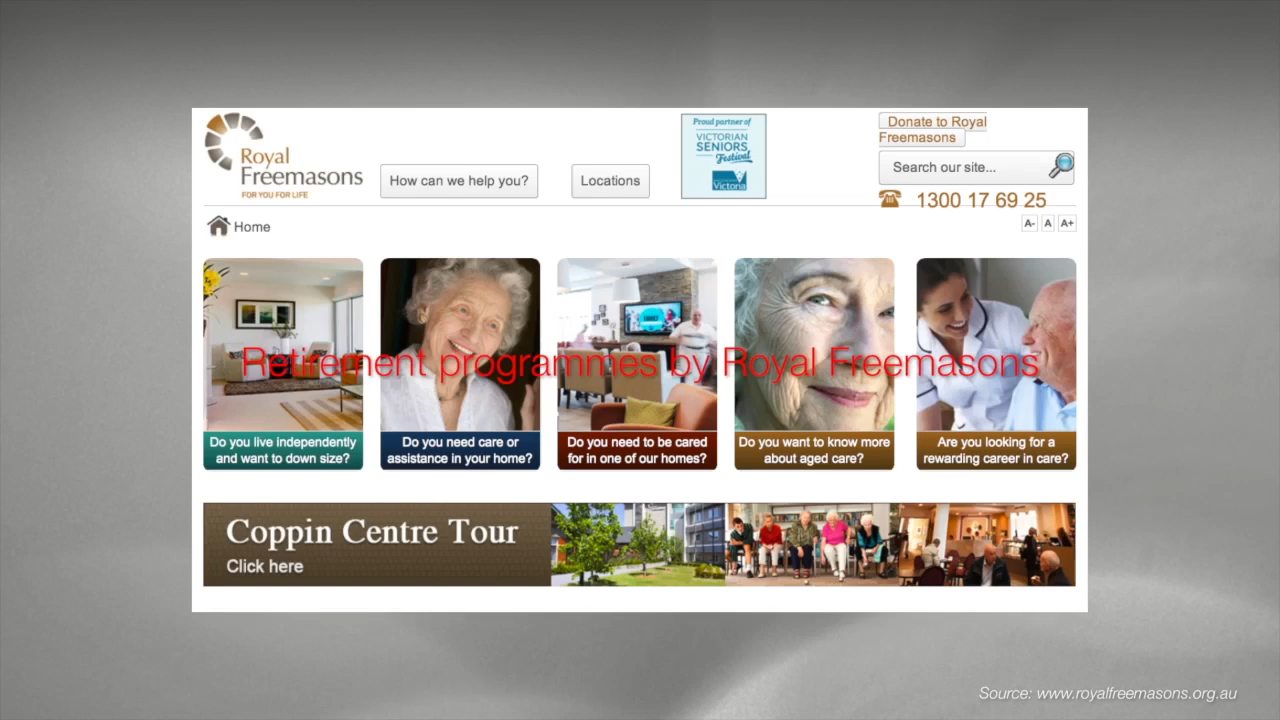 Proud partner of
VICTORIAN
SENIORS
Festival
Victoria
Donate to Royal
Freemasons
Royal
Freemasons
FOR YOU FOR LIFE
How can we help you?
Locations
Search our site...
1300 17 69 25
Home
A- A A+
Retirement programmes by Royal Freemasons
Do you live independently
and want to down size?
Do you need care or
assistance in your home?
Do you need to be cared
for in one of our homes?
Do you want to know more
about aged care?
Are you looking for a
rewarding career in care?
Coppin Centre Tour
Click here
Source: www.royalfreemasons.org.au